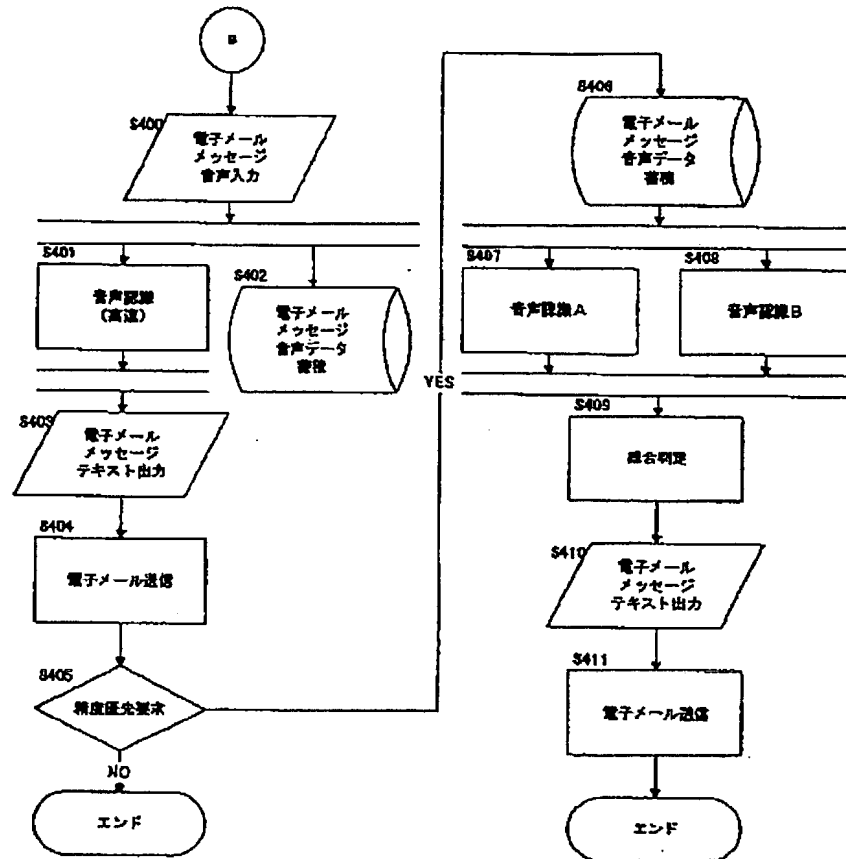 B
S400
電子メール
メッセージ
音声入力
S401
音声認識
(高速)
S402
電子メール
メッセージ
音声データ
蓄積
S403
電子メール
メッセージ
テキスト出力
S404
電子メール送信
S405
精度優先要求
NO
エンド
YES
S406
電子メール
メッセージ
音声データ
蓄積
S407
音声認識A
S408
音声認識B
S409
総合判定
S410
電子メール
メッセージ
テキスト出力
S411
電子メール送信
エンド